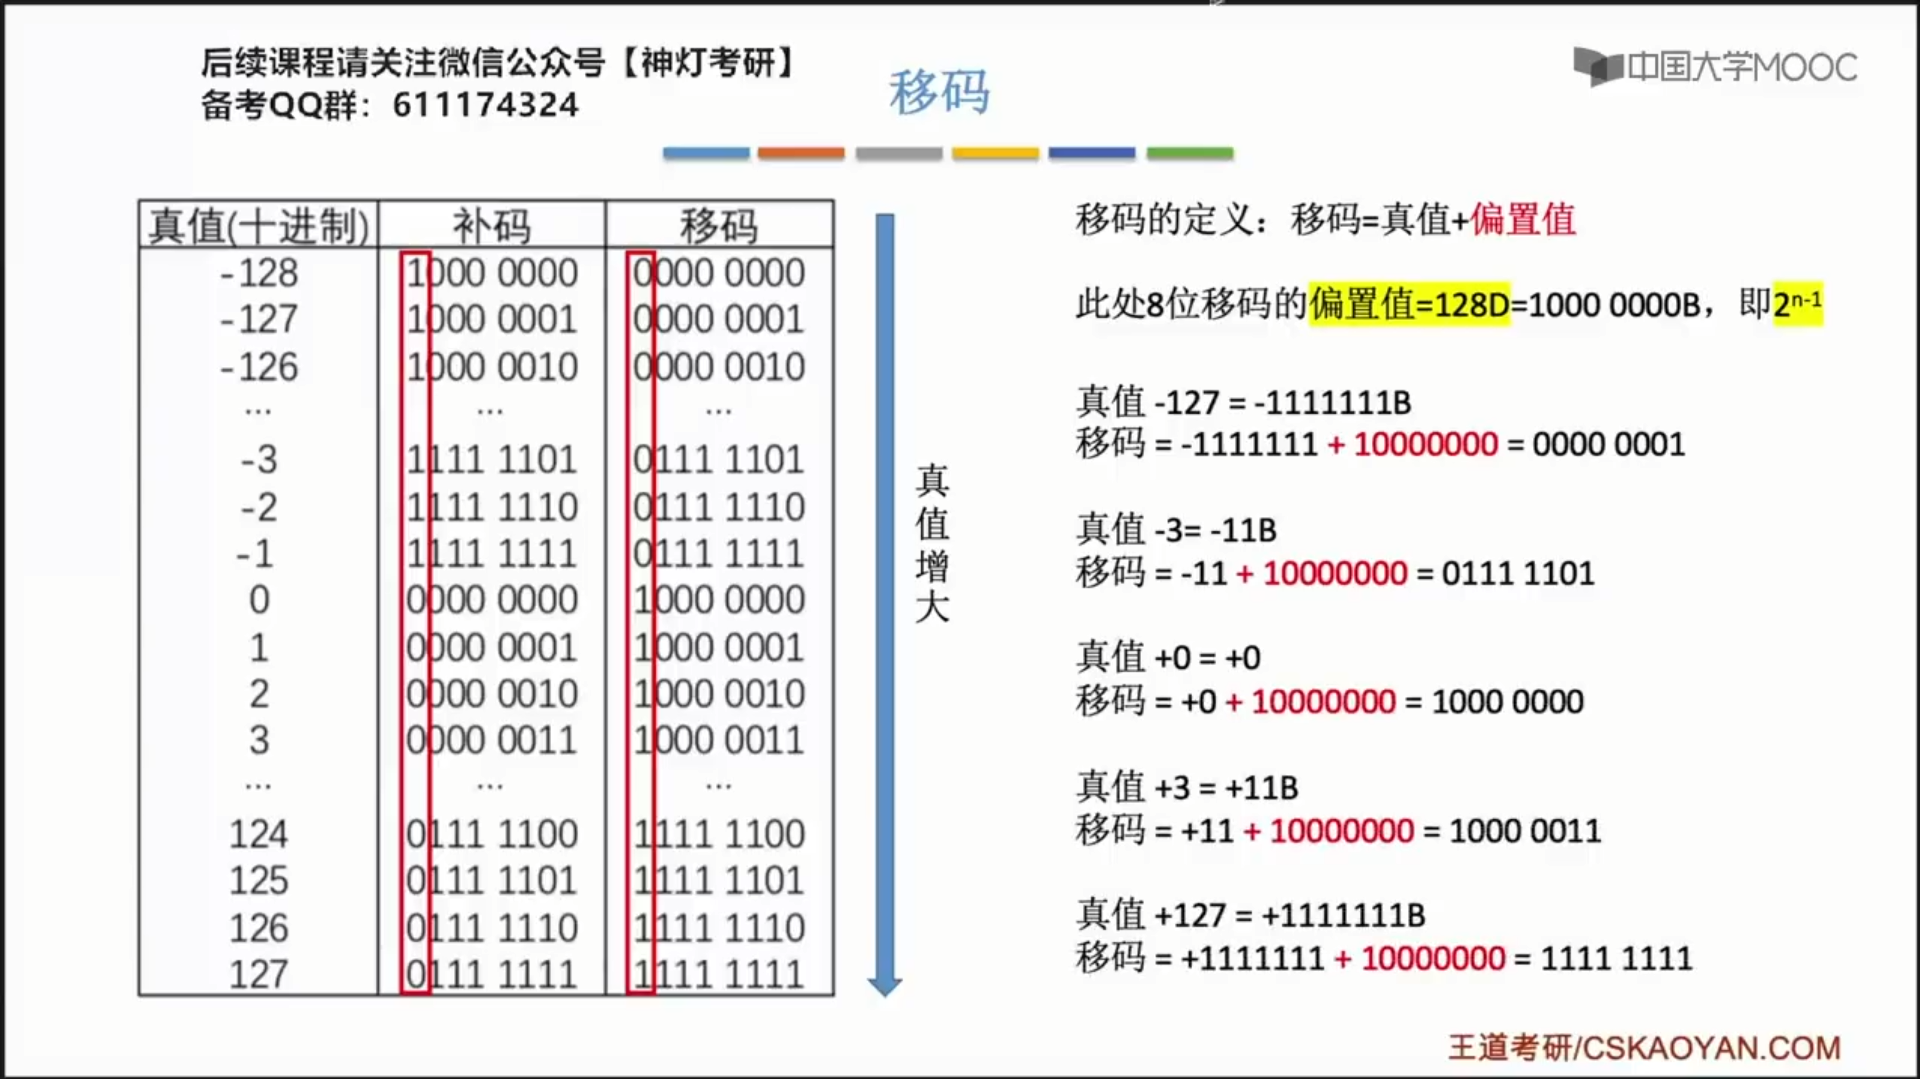 后续课程请关注微信公众号【神灯考研】
备考QQ群：611174324
移码
中国大学MOOC
真值(十进制) 补码 移码
-128 1000 0000 0000 0000
-127 1000 0001 0000 0001
-126 1000 0010 0000 0010
... ... ...
-3 1111 1101 0111 1101
-2 1111 1110 0111 1110
-1 1111 1111 0111 1111
0 0000 0000 1000 0000
1 0000 0001 1000 0001
2 0000 0010 1000 0010
3 0000 0011 1000 0011
... ... ...
124 0111 1100 1111 1100
125 0111 1101 1111 1101
126 0111 1110 1111 1110
127 0111 1111 1111 1111
真值增大
移码的定义：移码=真值+偏置值
此处8位移码的偏置值=128D=1000 0000B，即2ⁿ⁻¹
真值 -127 = -1111111B
移码 = -1111111 + 10000000 = 0000 0001
真值 -3= -11B
移码 = -11 + 10000000 = 0111 1101
真值 +0 = +0
移码 = +0 + 10000000 = 1000 0000
真值 +3 = +11B
移码 = +11 + 10000000 = 1000 0011
真值 +127 = +1111111B
移码 = +1111111 + 10000000 = 1111 1111
王道考研/CSKAOYAN.COM